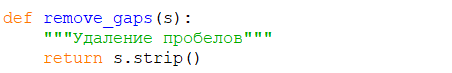 def remove_gaps(s):
    """Удаление пробелов"""
    return s.strip()